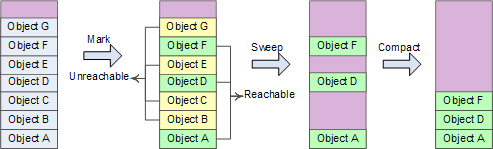 Object G
Object F
Object E
Object D
Object C
Object B
Object A
Mark
Unreachable
Object G
Object F
Object E
Object D
Object C
Object B
Object A
Sweep
Reachable
Object F
Object D
Object A
Compact
Object F
Object D
Object A